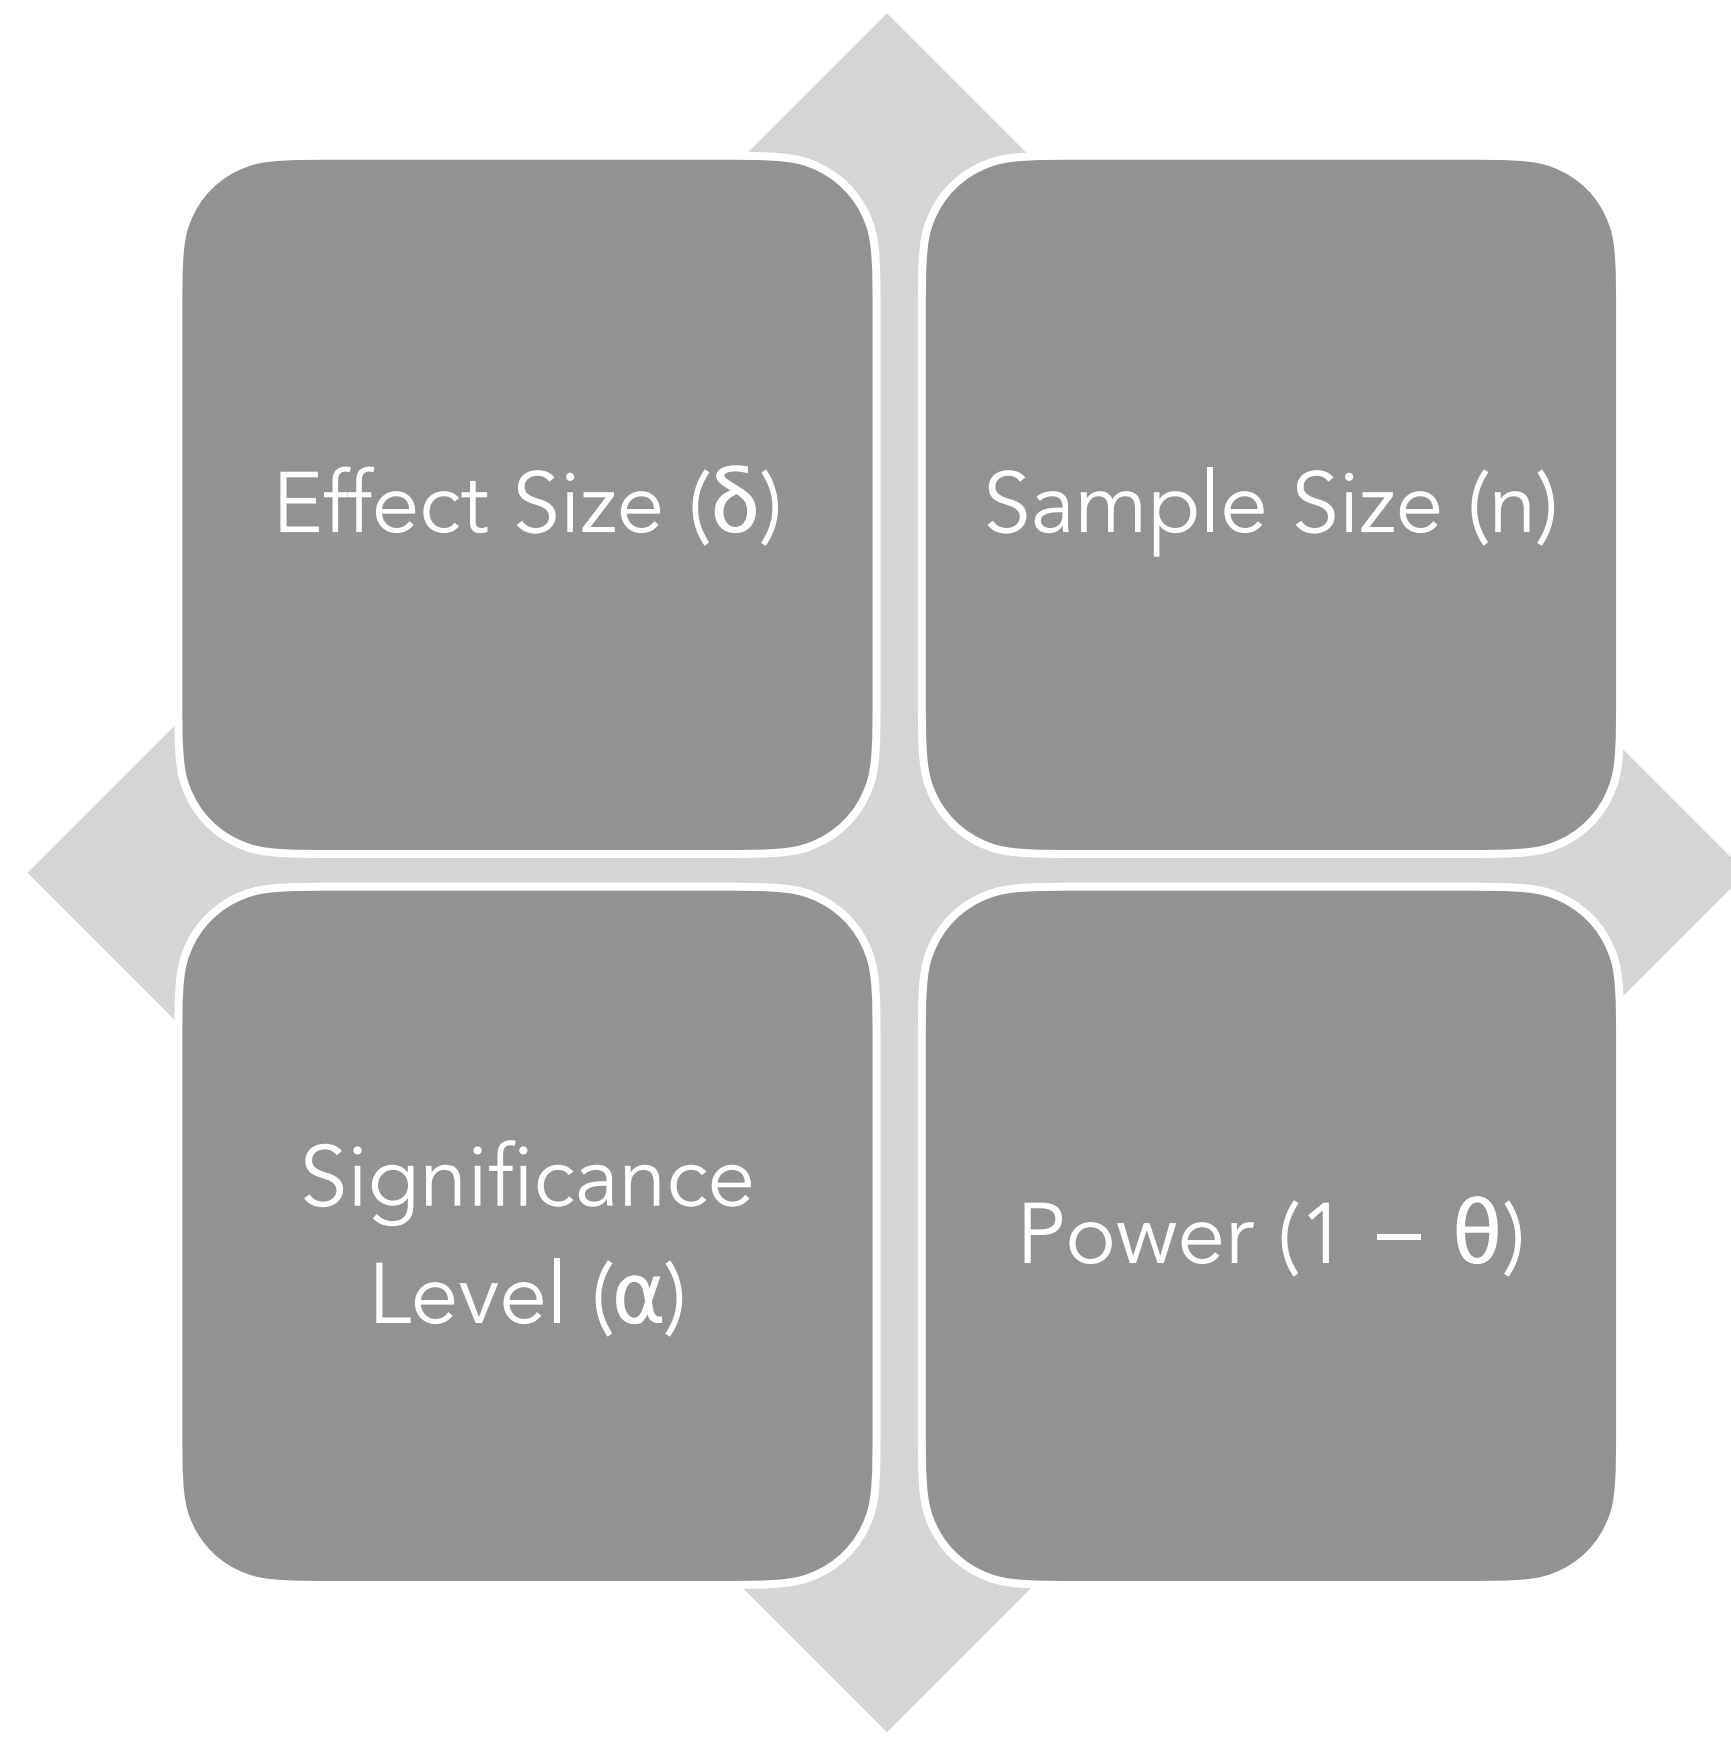 Effect Size (δ)
Sample Size (n)
Significance
Level (α)
Power (1 − θ)